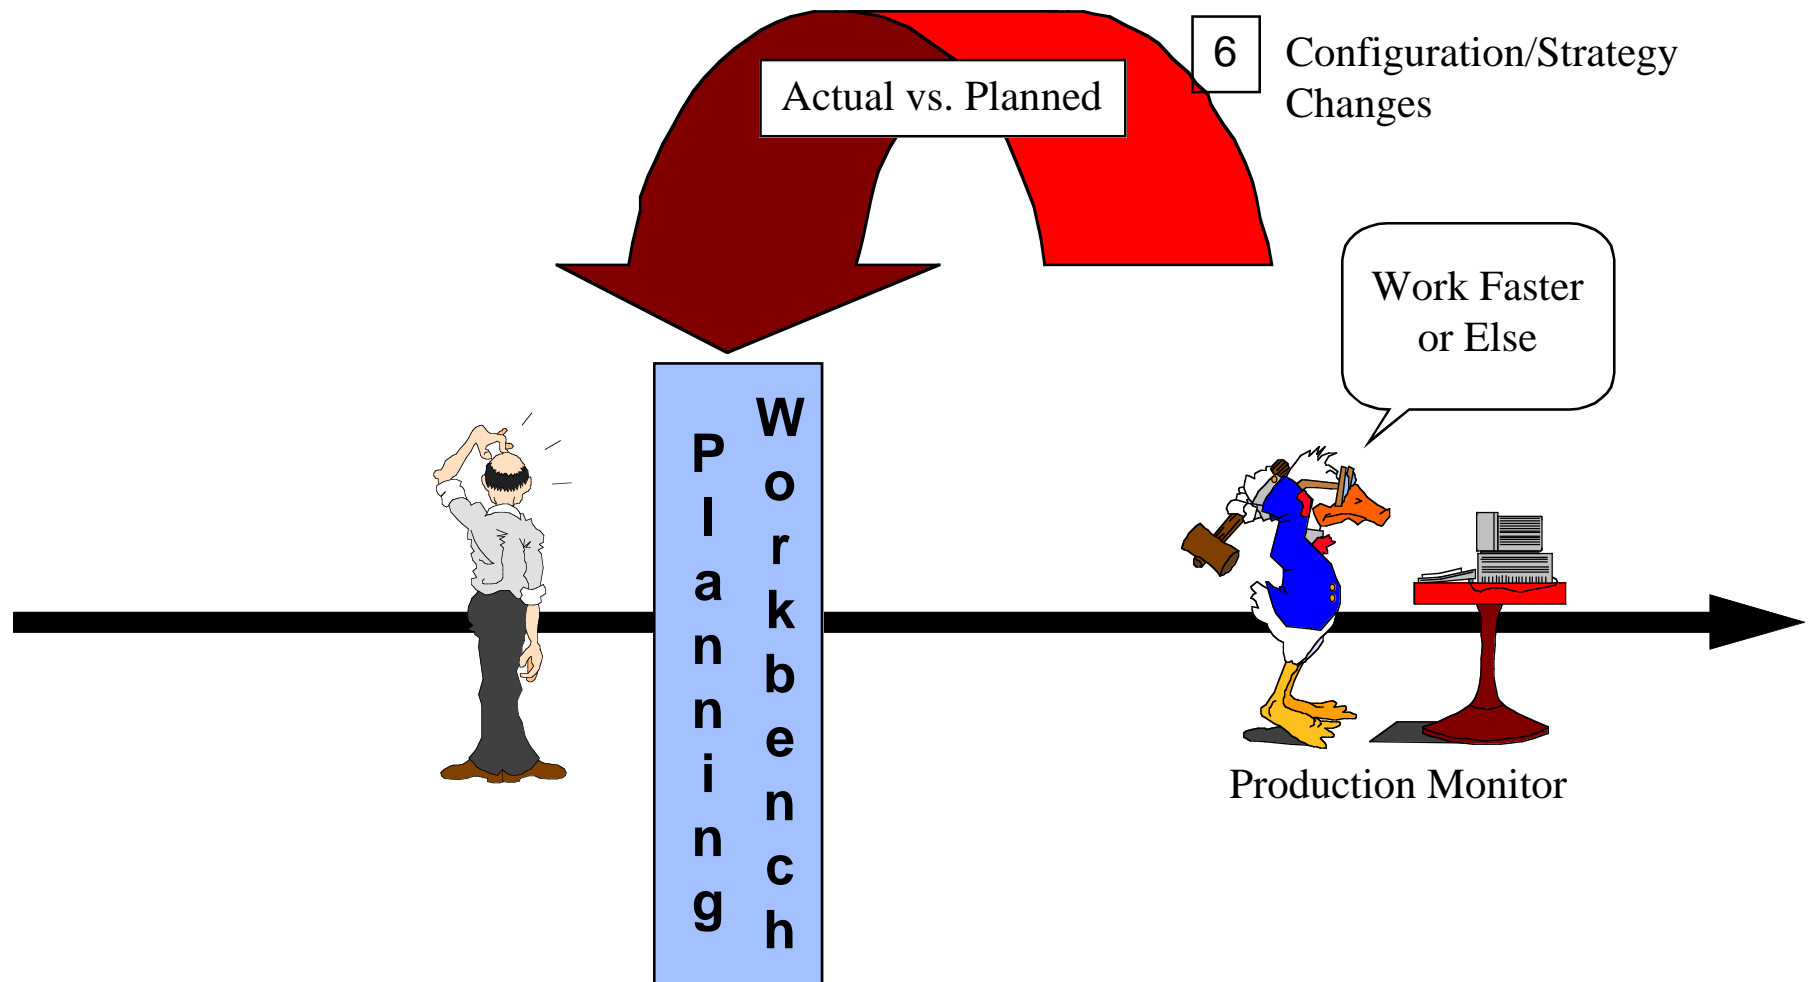 6
Configuration/Strategy
Changes
Actual vs. Planned
Work Faster
or Else
Planning
Workbench
Production Monitor